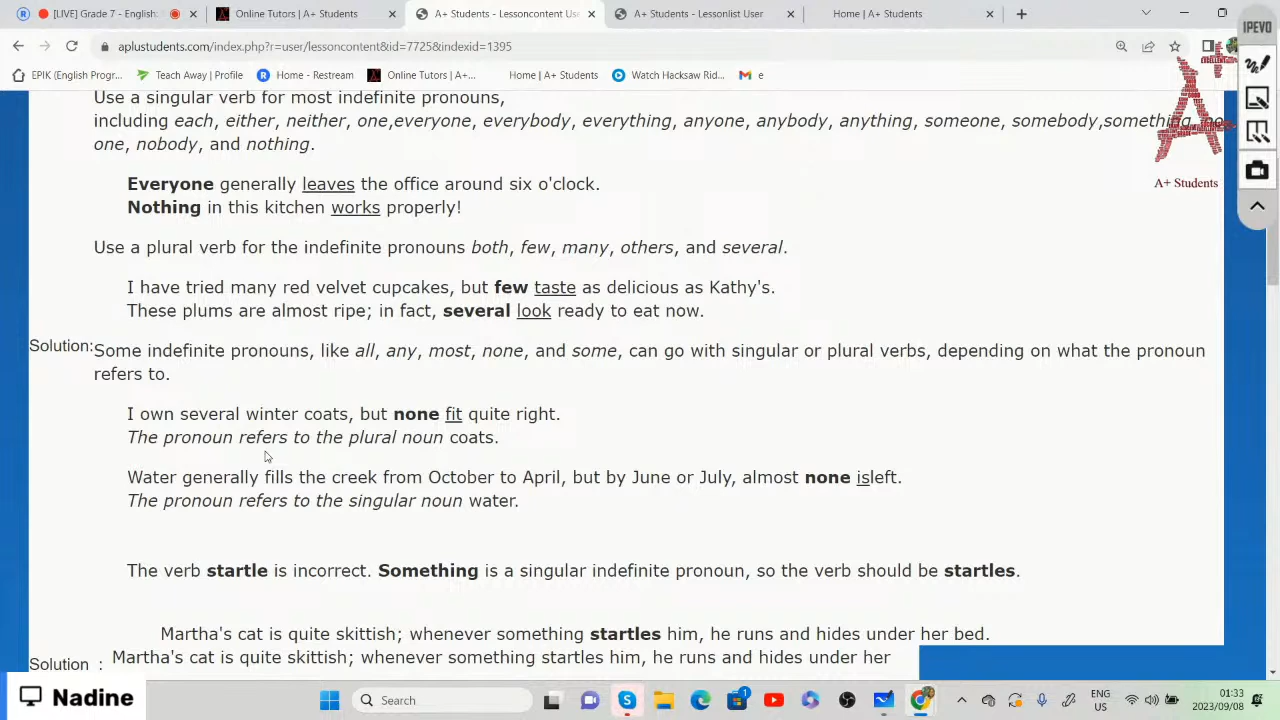 [LIVE] Grade 7- Engli
Online Tutors | A+ Students
A+ Students - Lessoncontent Use
A+ Students - Lessonlist User
Home | A+ Students
aplustudents.com/index.php?r=user/lessoncontent&id=7725&indexid=1395
EPIK (English Progr...
Teach Away | Profile
Home - Restream
Online Tutors | A+...
Home | A+ Students
Watch Hacksaw Rid...
e
IPEVO
Use a singular verb for most indefinite pronouns,
including each, either, neither, one,everyone, everybody, everything, anyone, anybody, anything, someone, somebody,something, no
one, nobody, and nothing.
A+ Students
Everyone generally leaves the office around six o'clock.
Nothing in this kitchen works properly!
Use a plural verb for the indefinite pronouns both, few, many, others, and several.
I have tried many red velvet cupcakes, but few taste as delicious as Kathy's.
These plums are almost ripe; in fact, several look ready to eat now.
Solution:
Some indefinite pronouns, like all, any, most, none, and some, can go with singular or plural verbs, depending on what the pronoun
refers to.
I own several winter coats, but none fit quite right.
The pronoun refers to the plural noun coats.
Water generally fills the creek from October to April, but by June or July, almost none isleft.
The pronoun refers to the singular noun water.
The verb startle is incorrect. Something is a singular indefinite pronoun, so the verb should be startles.
Martha's cat is quite skittish; whenever something startles him, he runs and hides under her bed.
Solution : Martha's cat is quite skittish; whenever something startles him, he runs and hides under her
Nadine
Search
ENG
US
01:33
2023/09/08